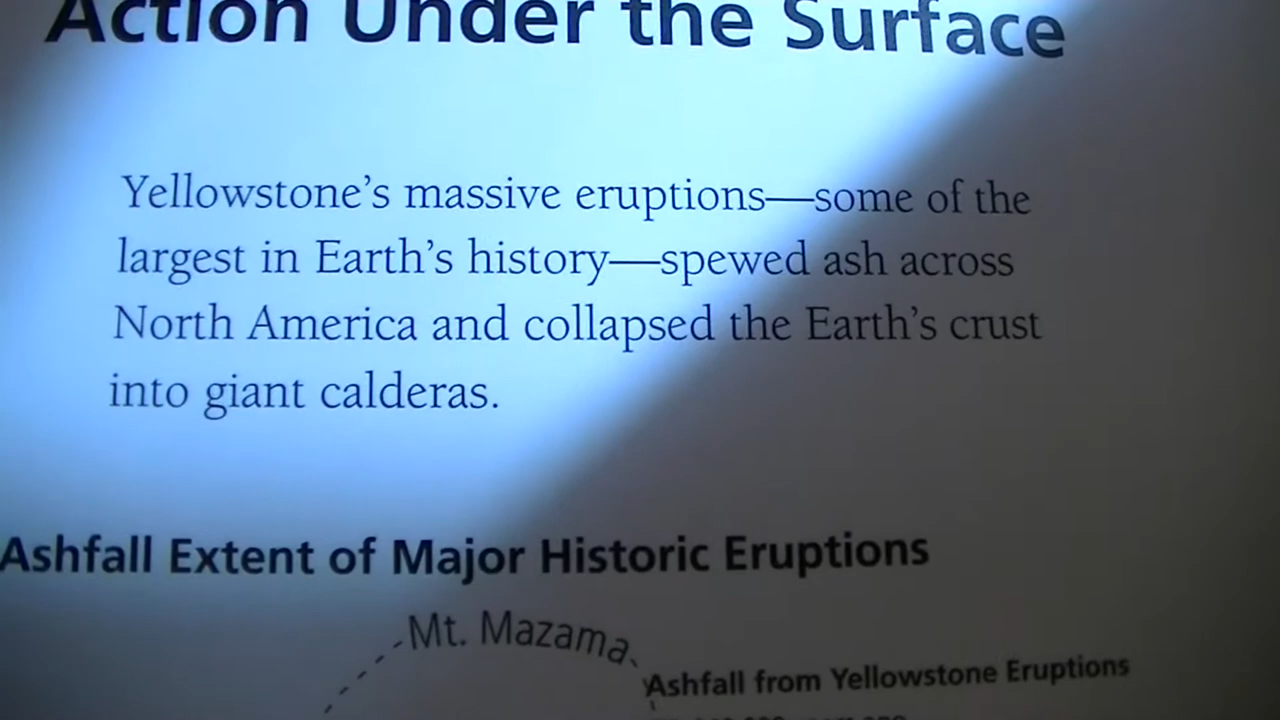 Action Under the Surface
Yellowstone’s massive eruptions—some of the
largest in Earth’s history—spewed ash across
North America and collapsed the Earth’s crust
into giant calderas.
Ashfall Extent of Major Historic Eruptions
Mt. Mazama
Ashfall from Yellowstone Eruptions